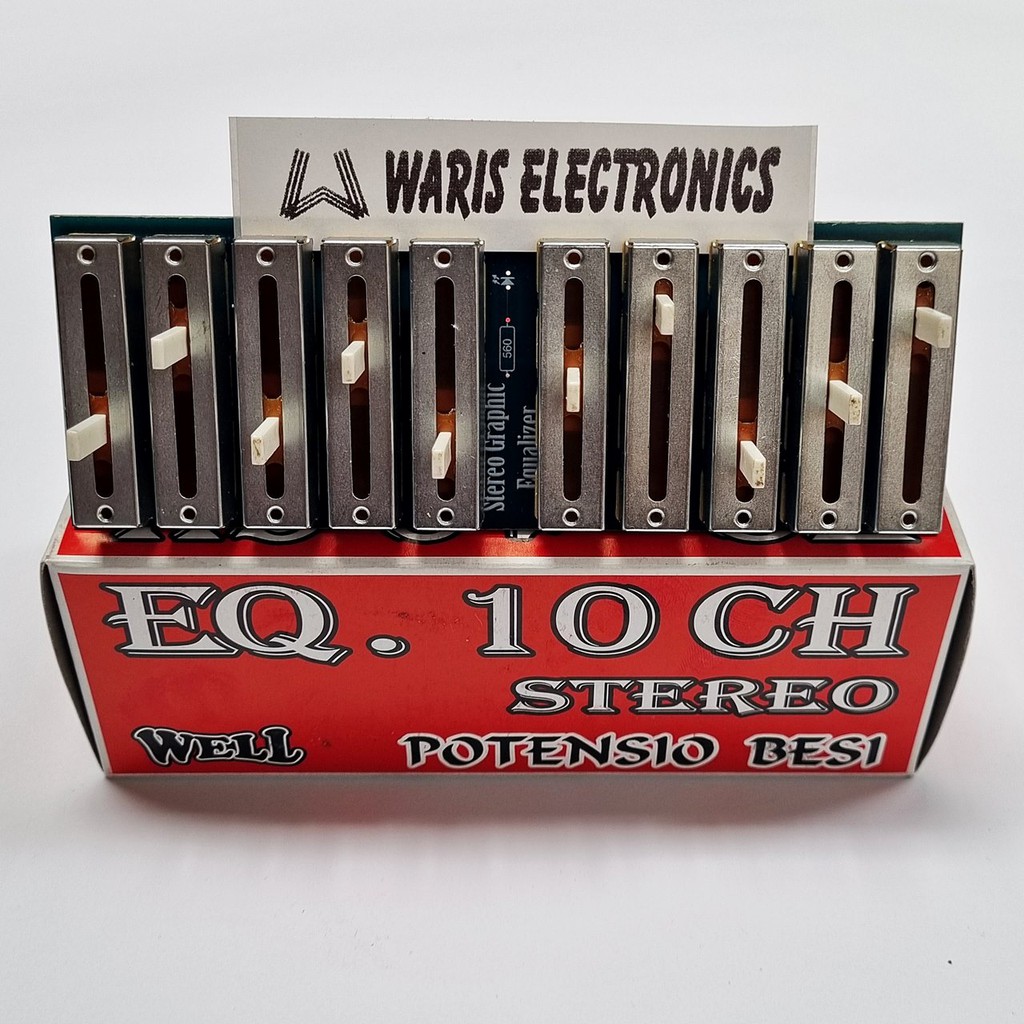 WARIS ELECTRONICS
560
Stereo Graphic
Equalizer
EQ. 10 CH
STEREO
WELL
POTENSIO BESI